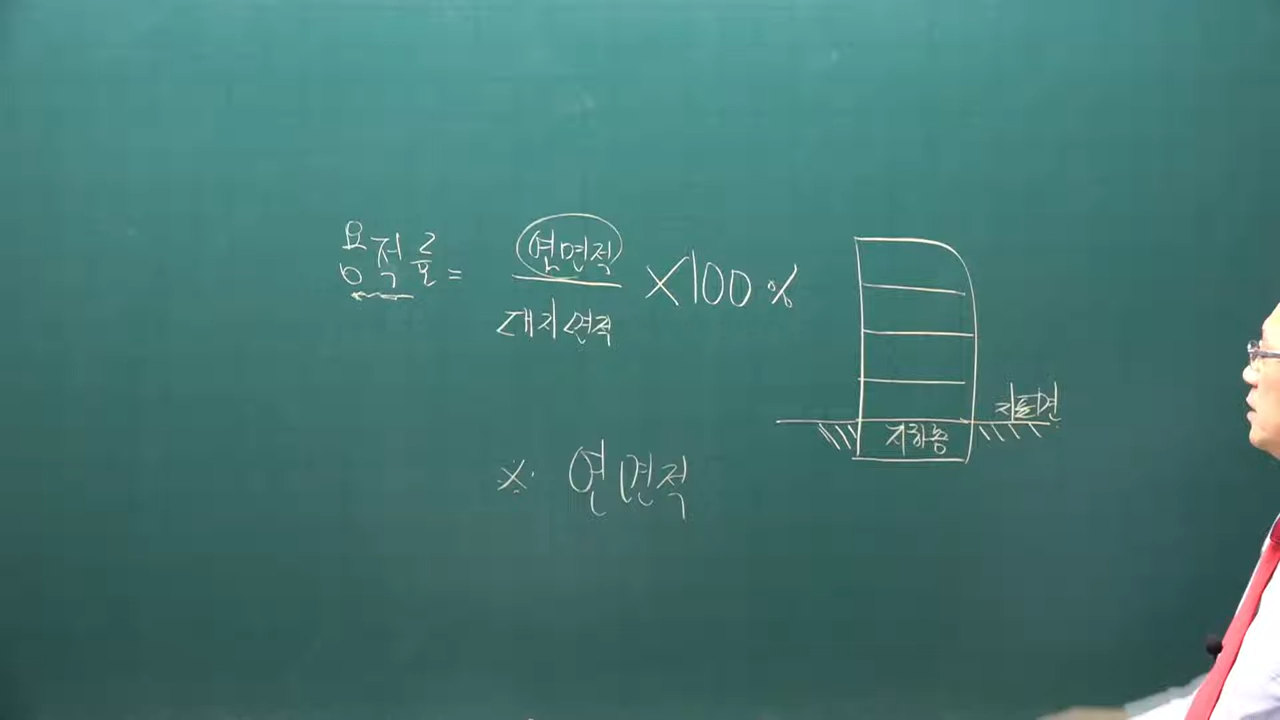 용적률 = 연면적 / 대지면적 X100%
지표면
지하층
※ 연면적